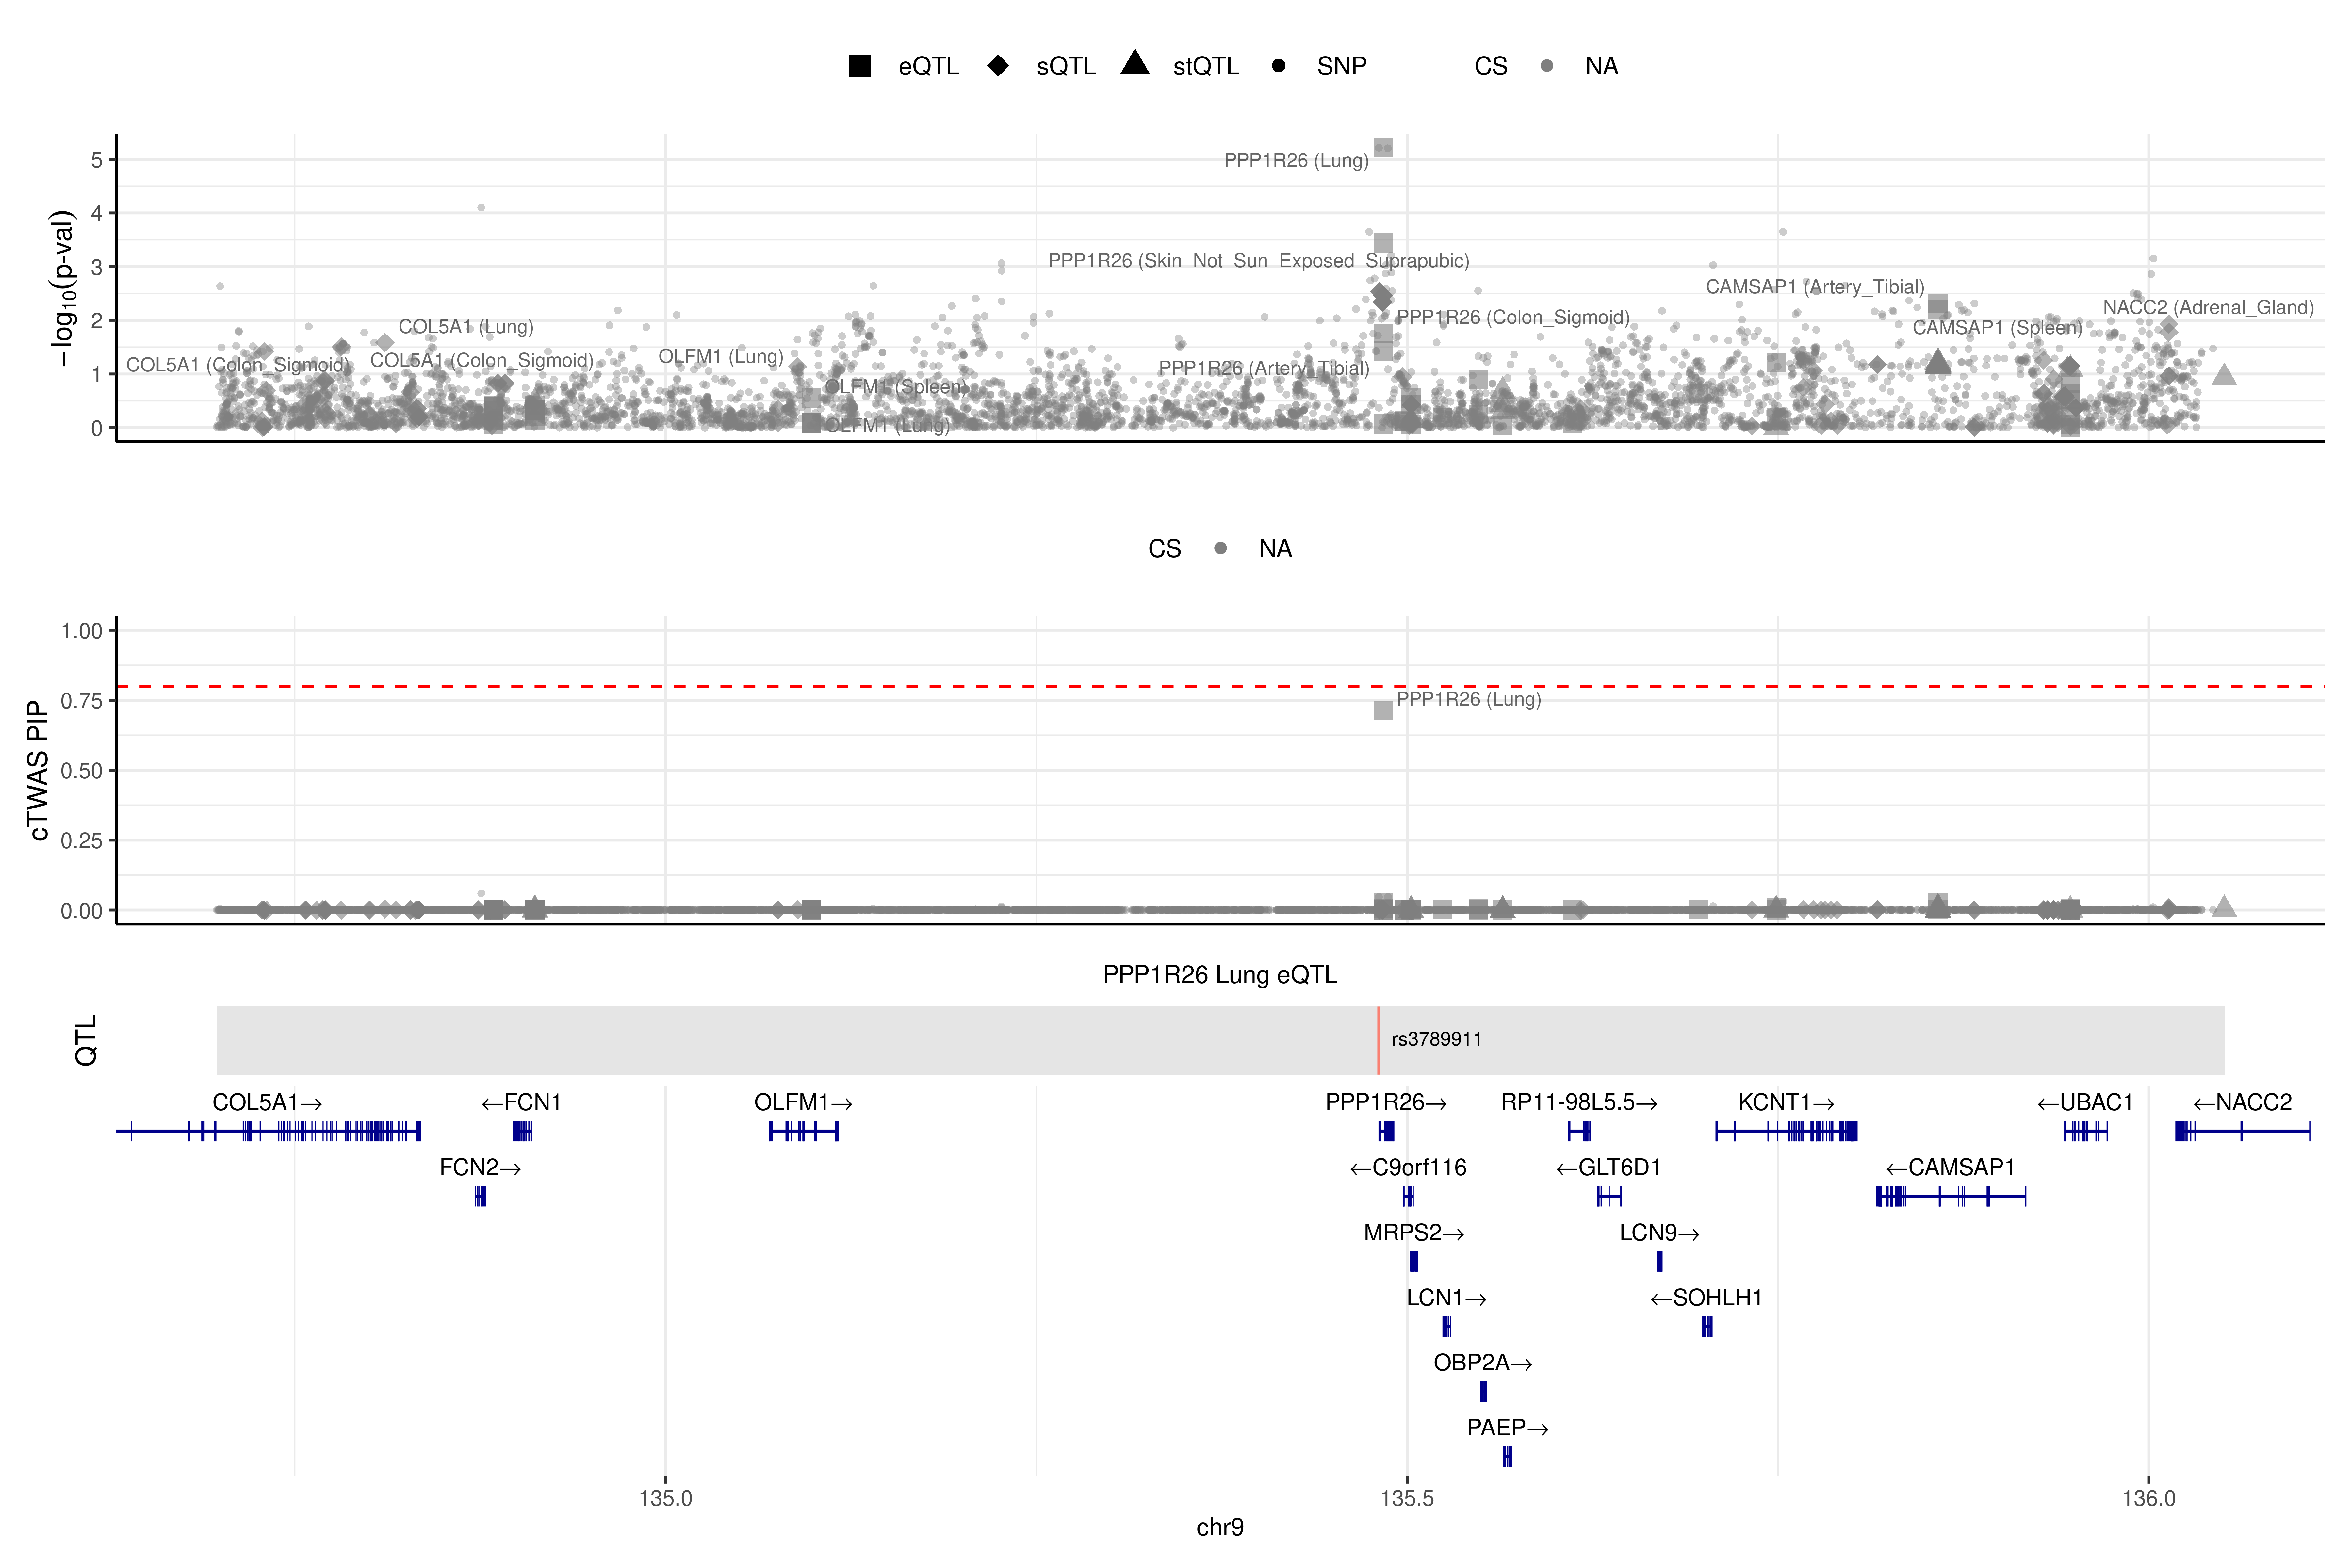 eQTL sQTL stQTL SNP CS NA
−log10(p-val)
5
4
3
2
1
0
PPP1R26 (Lung)
PPP1R26 (Skin_Not_Sun_Exposed_Suprapubic)
CAMSAP1 (Artery_Tibial)
NACC2 (Adrenal_Gland)
PPP1R26 (Colon_Sigmoid)
COL5A1 (Lung)
CAMSAP1 (Spleen)
OLFM1 (Lung)
COL5A1 (Colon_Sigmoid)
COL5A1 (Colon_Sigmoid)
PPP1R26 (Artery_Tibial)
OLFM1 (Spleen)
OLFM1 (Lung)
CS NA
cTWAS PIP
1.00
0.75
0.50
0.25
0.00
PPP1R26 (Lung)
PPP1R26 Lung eQTL
QTL
rs3789911
COL5A1→ ←FCN1 OLFM1→ PPP1R26→ RP11-98L5.5→ KCNT1→ ←UBAC1 ←NACC2
FCN2→ ←C9orf116 ←GLT6D1 ←CAMSAP1
MRPS2→ LCN9→
LCN1→ ←SOHLH1
OBP2A→
PAEP→
135.0 135.5 136.0
chr9